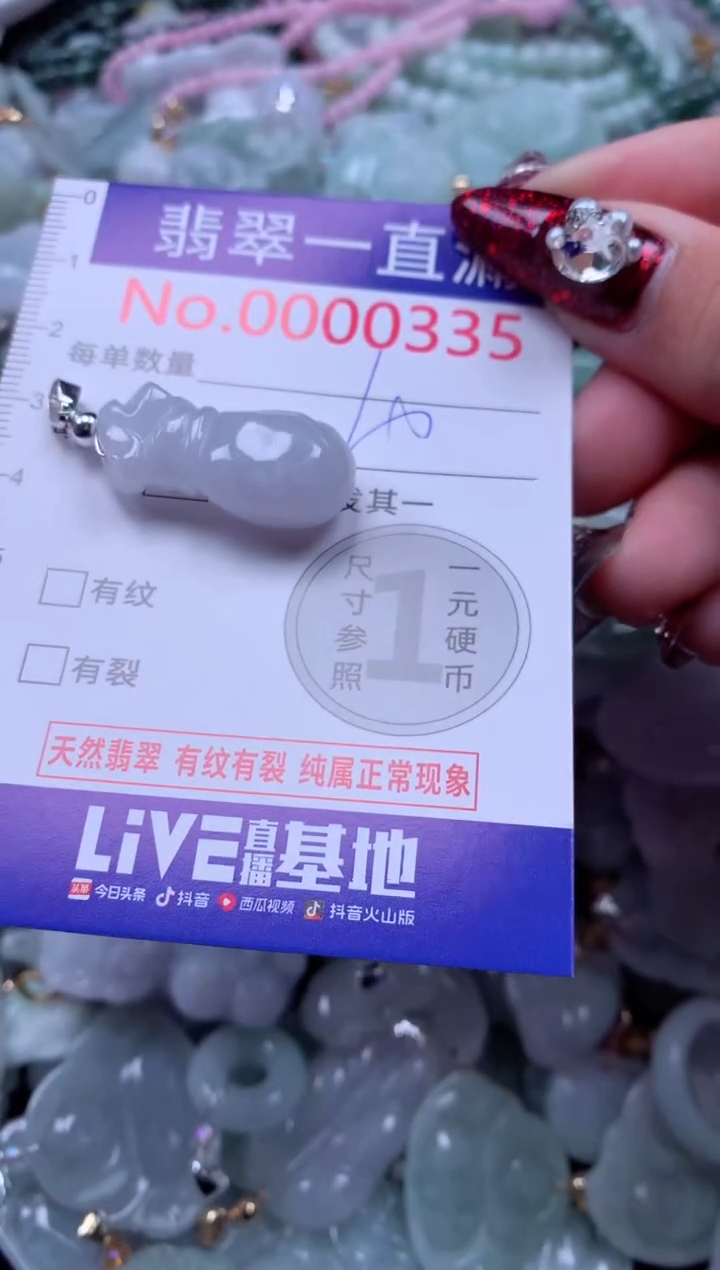 0
1
2
3
4
翡翠一直
No.0000335
每单数量
发其一
有纹
有裂
尺寸参照
1
一元硬币
天然翡翠 有纹有裂 纯属正常现象
LiVE直播基地
头条 今日头条 抖音 西瓜视频 抖音火山版